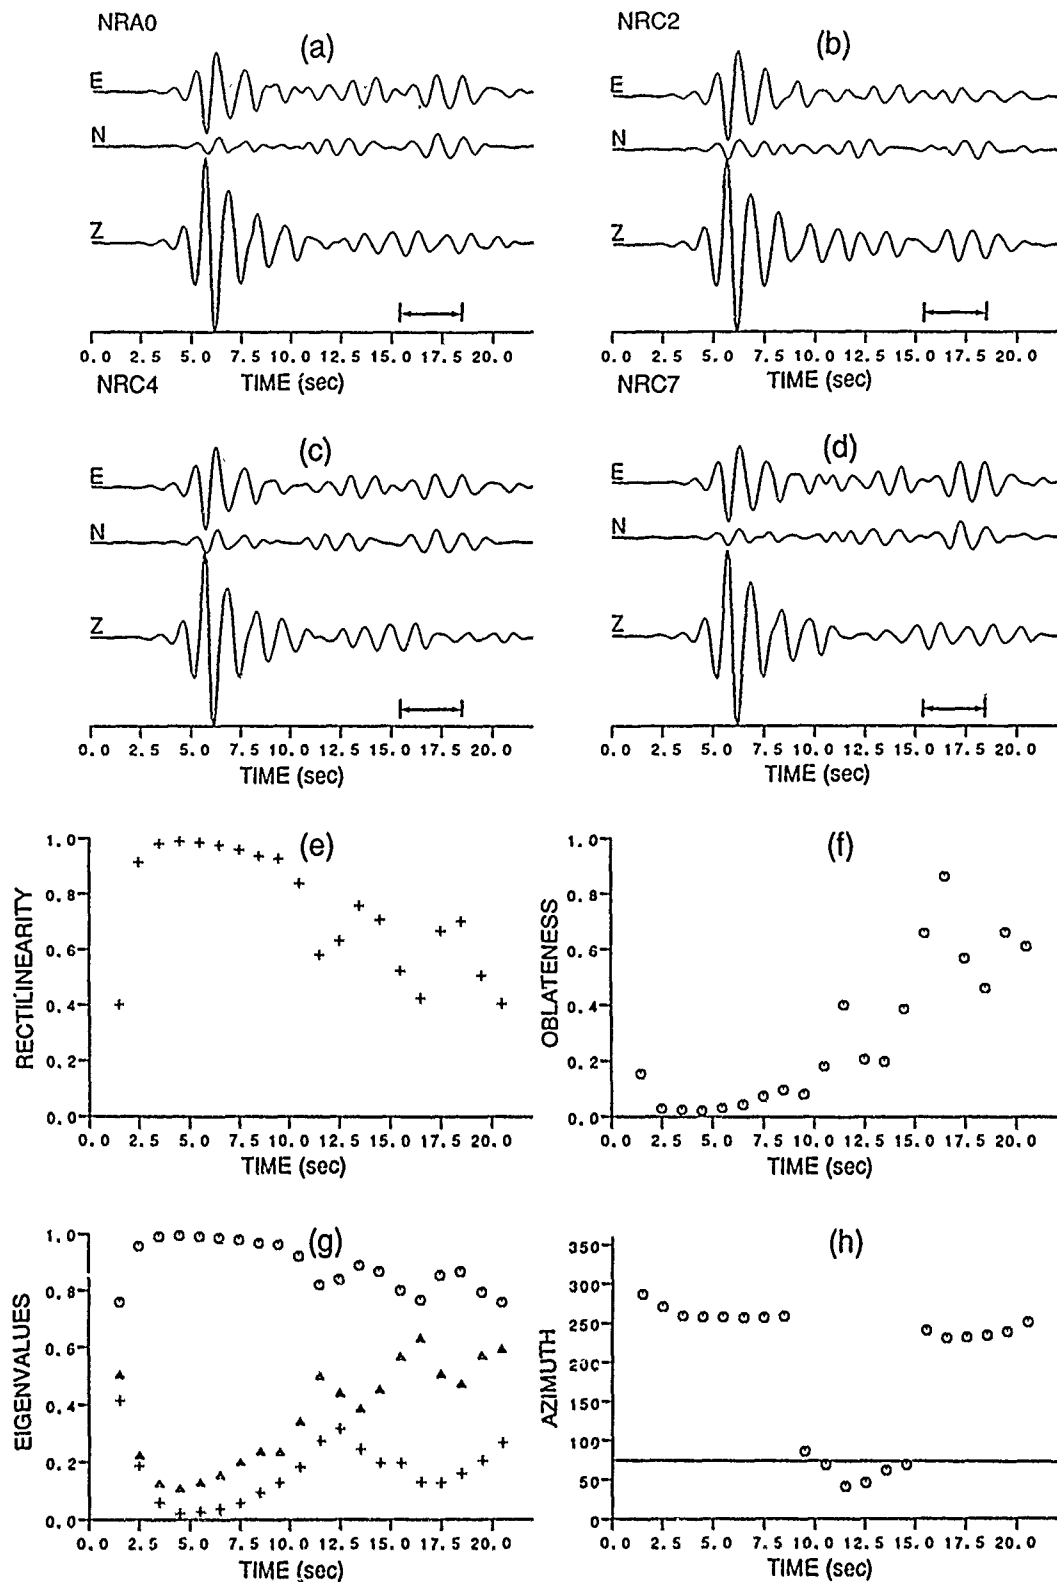 NRA0
(a)
E
N
Z
0.0 2.5 5.0 7.5 10.0 12.5 15.0 17.5 20.0
TIME (sec)
NRC2
(b)
E
N
Z
0.0 2.5 5.0 7.5 10.0 12.5 15.0 17.5 20.0
TIME (sec)
NRC4
(c)
E
N
Z
0.0 2.5 5.0 7.5 10.0 12.5 15.0 17.5 20.0
TIME (sec)
NRC7
(d)
E
N
Z
0.0 2.5 5.0 7.5 10.0 12.5 15.0 17.5 20.0
TIME (sec)
(e)
RECTILINEARITY
1.0
0.8
0.6
0.4
0.2
0.0
0.0 2.5 5.0 7.5 10.0 12.5 15.0 17.5 20.0
TIME (sec)
(f)
OBLATENESS
1.0
0.8
0.6
0.4
0.2
0.0
0.0 2.5 5.0 7.5 10.0 12.5 15.0 17.5 20.0
TIME (sec)
(g)
EIGENVALUES
1.0
0.8
0.6
0.4
0.2
0.0
0.0 2.5 5.0 7.5 10.0 12.5 15.0 17.5 20.0
TIME (sec)
(h)
AZIMUTH
350
300
250
200
150
100
50
0
0.0 2.5 5.0 7.5 10.0 12.5 15.0 17.5 20.0
TIME (sec)